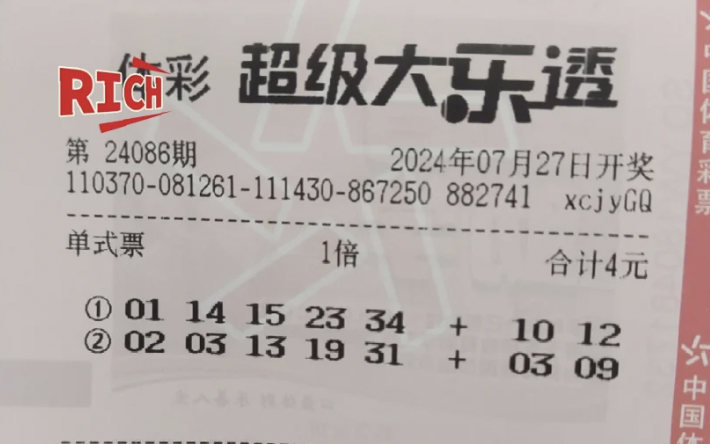 体彩 超级大乐透
RICH
第 24086期 2024年07月27日开奖
110370-081261-111430-867250 882741 xcjyGQ
单式票 1倍 合计4元
① 01 14 15 23 34 + 10 12
② 02 03 13 19 31 + 03 09
中国体育彩票
中国体